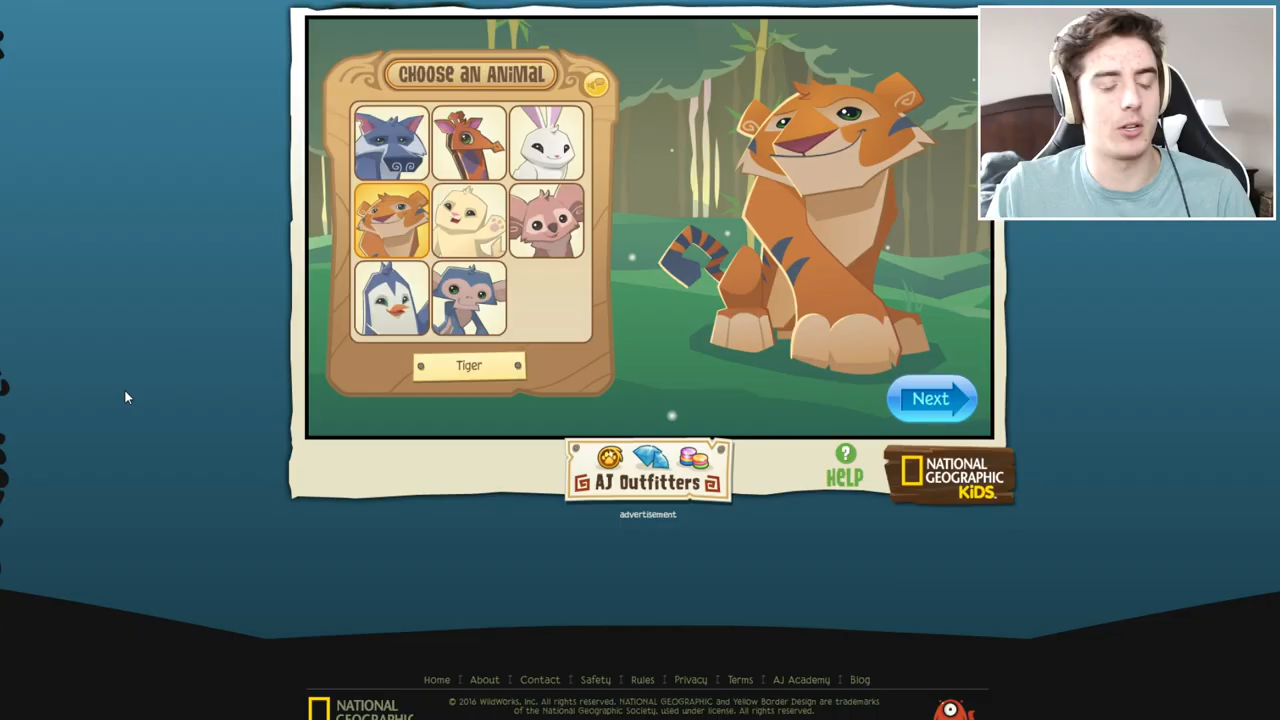 CHOOSE AN ANIMAL
Tiger
Next
AJ Outfitters
HELP
NATIONAL
GEOGRAPHIC
KiDS
advertisement
Home | About | Contact | Safety | Rules | Privacy | Terms | AJ Academy | Blog
© 2016 WildWorks, Inc. All rights reserved. NATIONAL GEOGRAPHIC and Yellow Border Design are trademarks
of the National Geographic Society, used under license. All rights reserved.
NATIONAL
GEOGRAPHIC